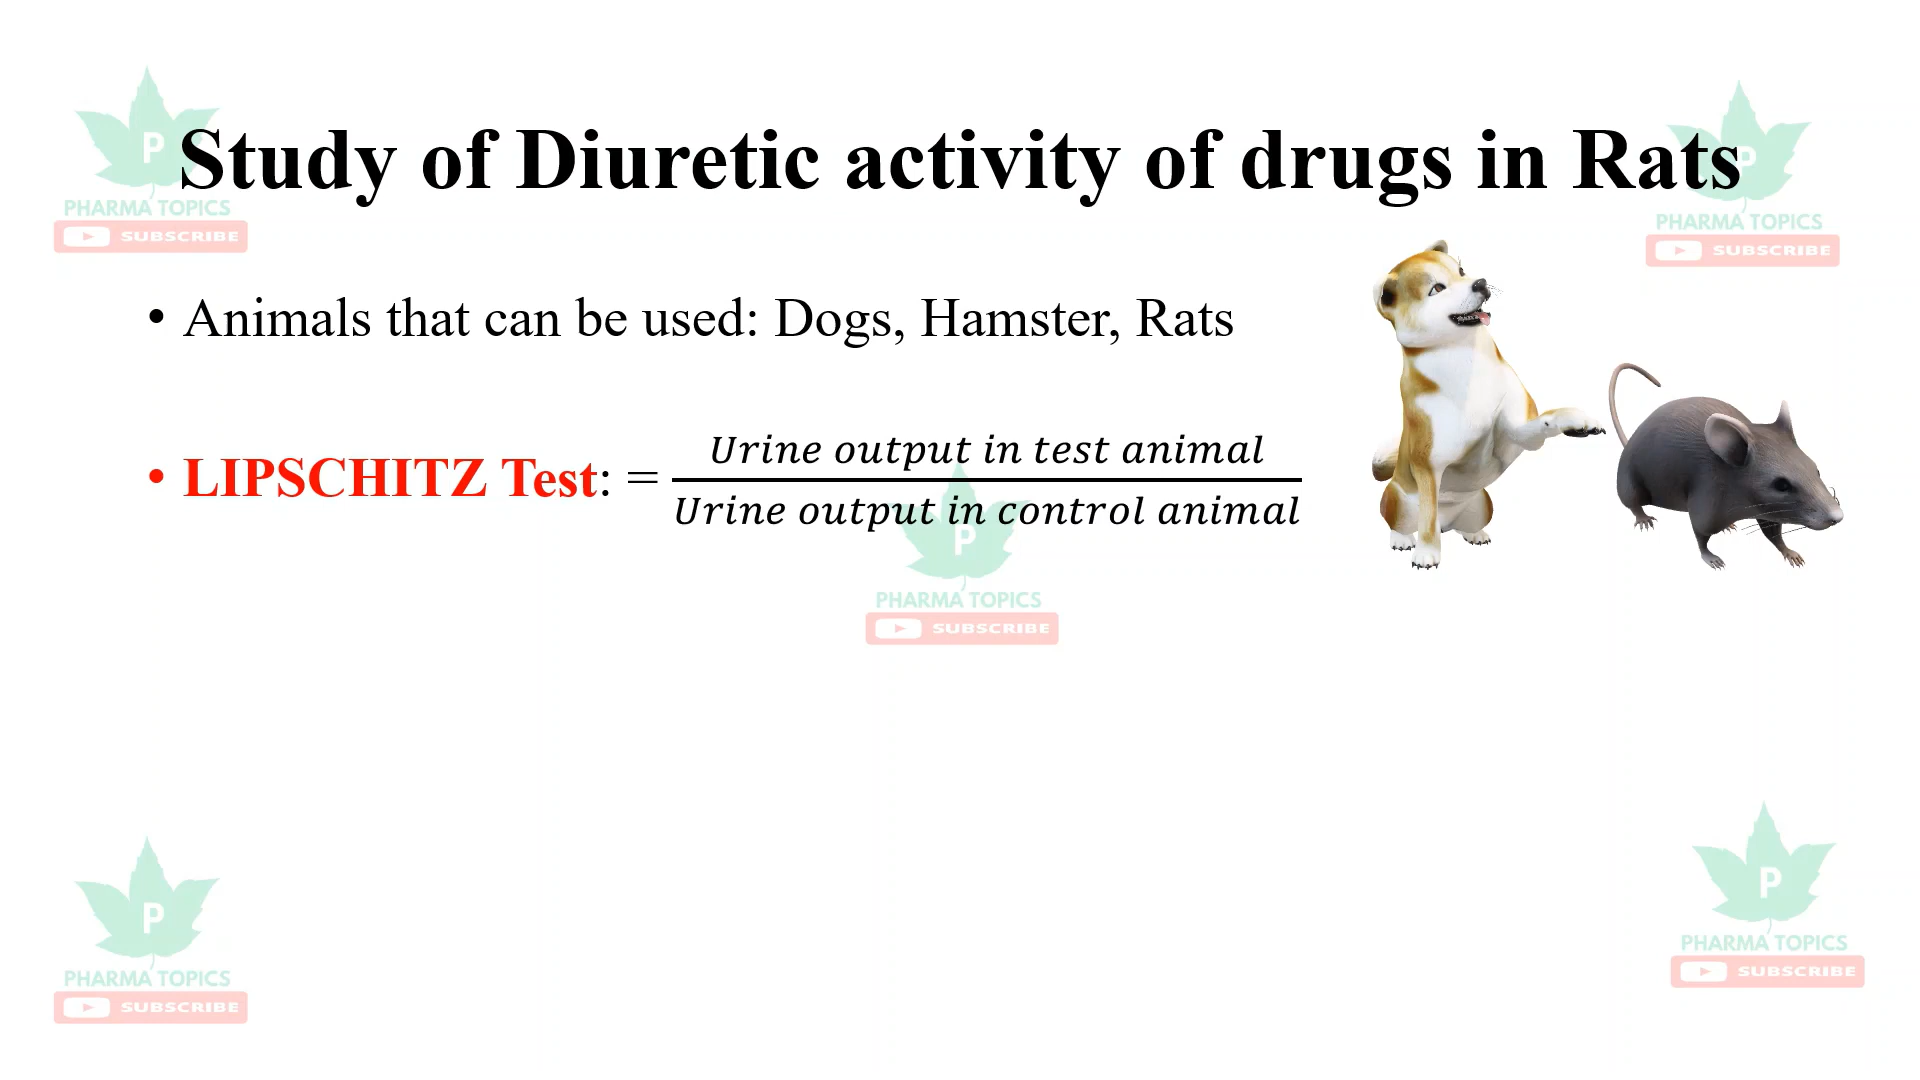 P
PHARMA TOPICS
SUBSCRIBE
P
PHARMA TOPICS
SUBSCRIBE
Study of Diuretic activity of drugs in Rats
• Animals that can be used: Dogs, Hamster, Rats
• LIPSCHITZ Test: =
Urine output in test animal
Urine output in control animal
P
PHARMA TOPICS
SUBSCRIBE
P
PHARMA TOPICS
SUBSCRIBE
P
PHARMA TOPICS
SUBSCRIBE